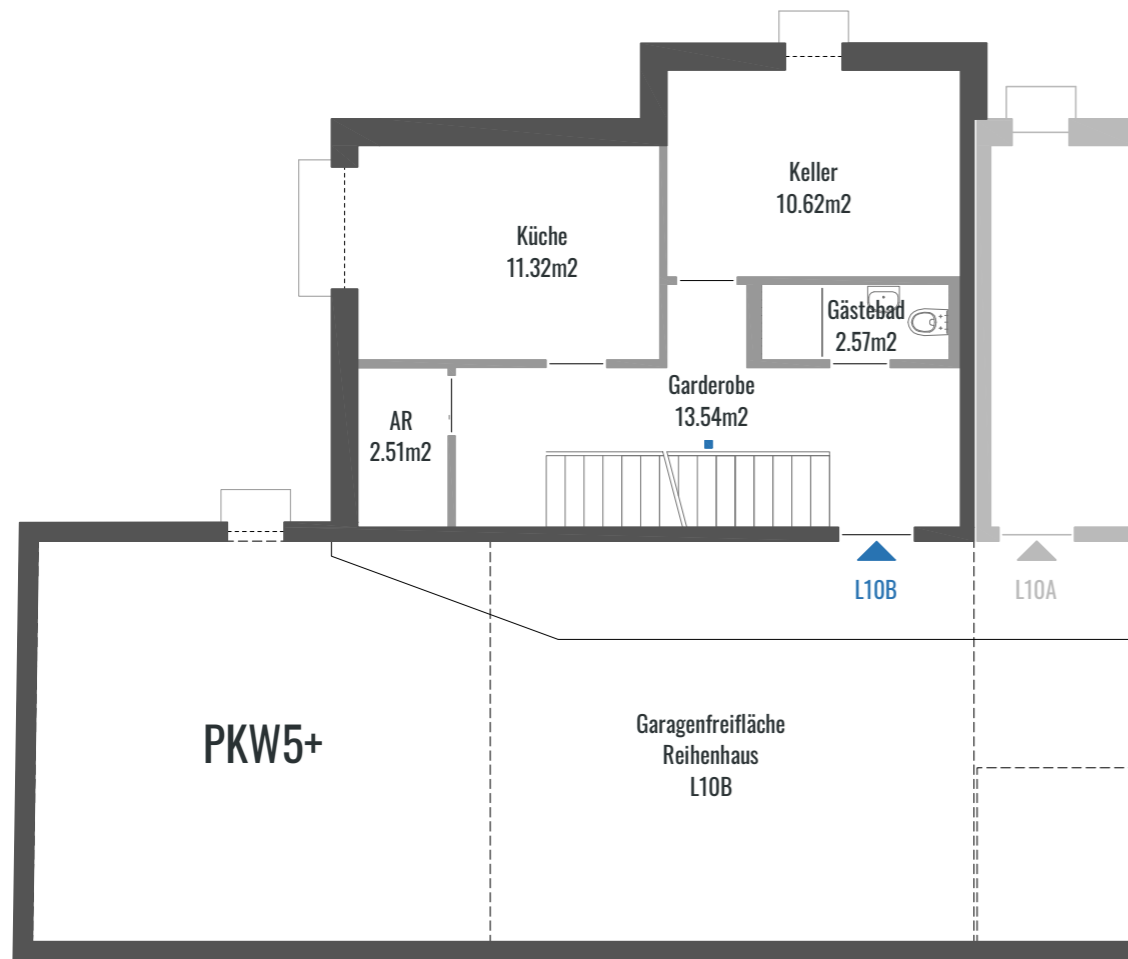 Keller
10.62m2
Küche
11.32m2
Gästebad
2.57m2
Garderobe
13.54m2
AR
2.51m2
L10B
L10A
PKW5+
Garagenfreifläche
Reihenhaus
L10B